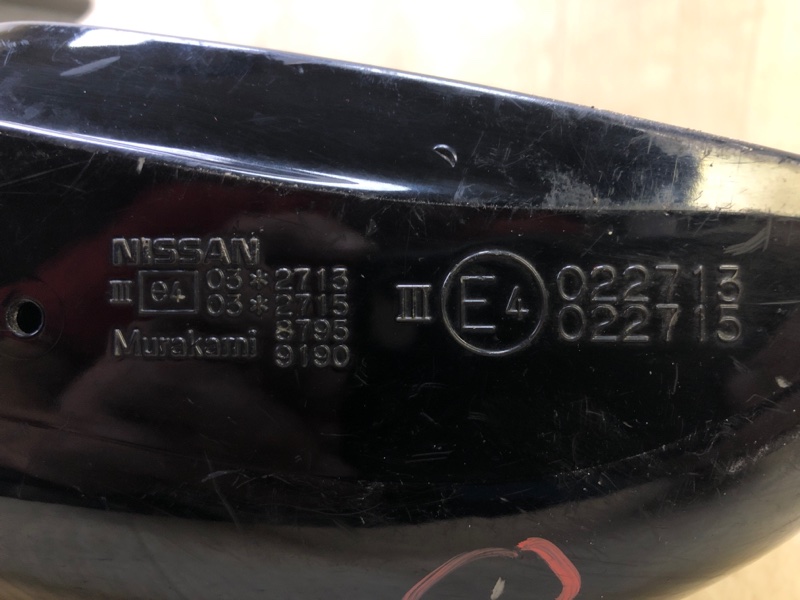 NISSAN
III e4 03*2713
03*2715
Murakami 8795
9190
III E4 022713
022715